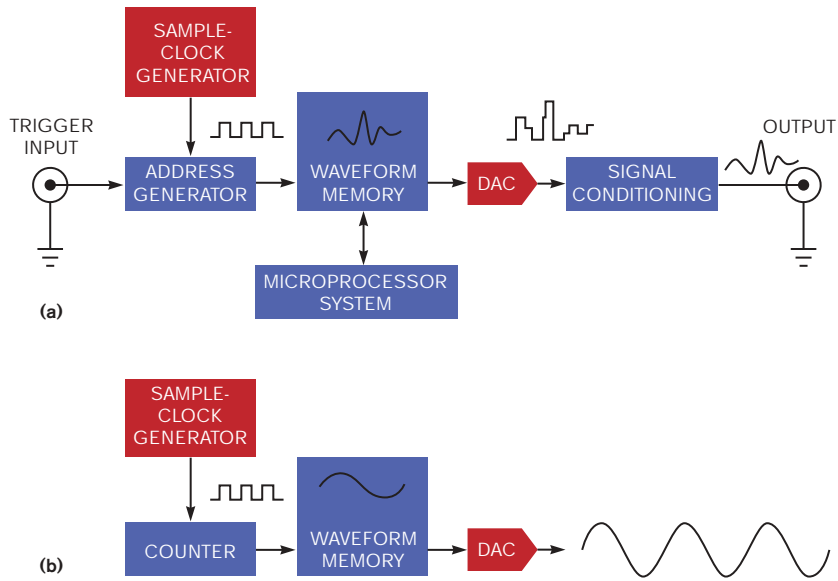 SAMPLE-
CLOCK
GENERATOR
TRIGGER
INPUT
ADDRESS
GENERATOR
WAVEFORM
MEMORY
DAC
SIGNAL
CONDITIONING
OUTPUT
MICROPROCESSOR
SYSTEM
(a)
SAMPLE-
CLOCK
GENERATOR
COUNTER
WAVEFORM
MEMORY
DAC
(b)